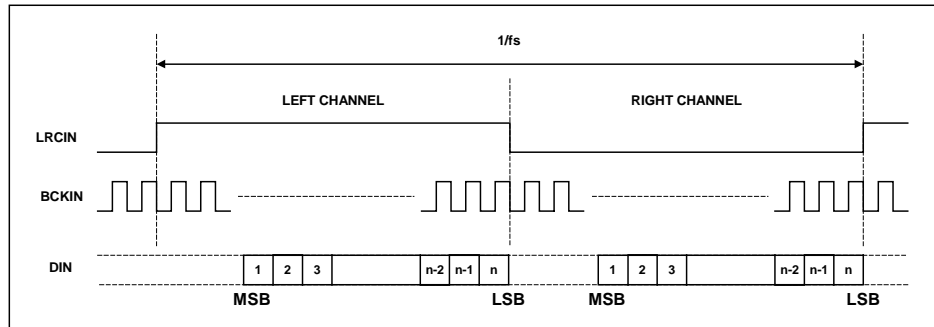 1/fs
LEFT CHANNEL
RIGHT CHANNEL
LRCIN
BCKIN
DIN
1 2 3 n-2 n-1 n 1 2 3 n-2 n-1 n
MSB LSB MSB LSB